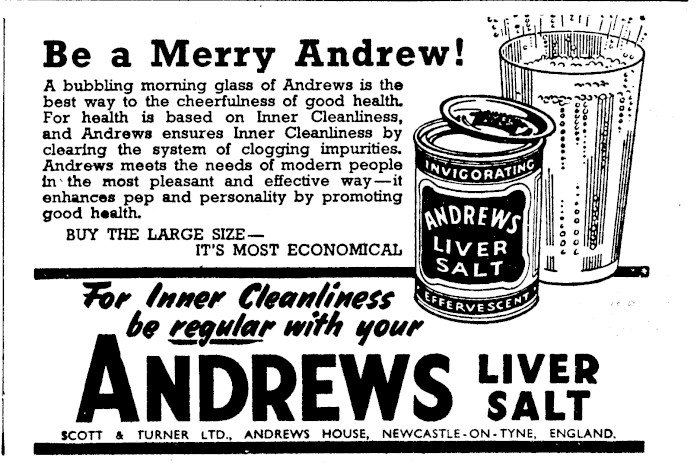 Be a Merry Andrew!
A bubbling morning glass of Andrews is the
best way to the cheerfulness of good health.
For health is based on Inner Cleanliness,
and Andrews ensures Inner Cleanliness by
clearing the system of clogging impurities.
Andrews meets the needs of modern people
in the most pleasant and effective way—it
enhances pep and personality by promoting
good health.
BUY THE LARGE SIZE—
IT'S MOST ECONOMICAL
INVIGORATING
ANDREWS
LIVER
SALT
EFFERVESCENT
For Inner Cleanliness
be regular with your
ANDREWS LIVER
SALT
SCOTT & TURNER LTD., ANDREWS HOUSE, NEWCASTLE-ON-TYNE, ENGLAND.